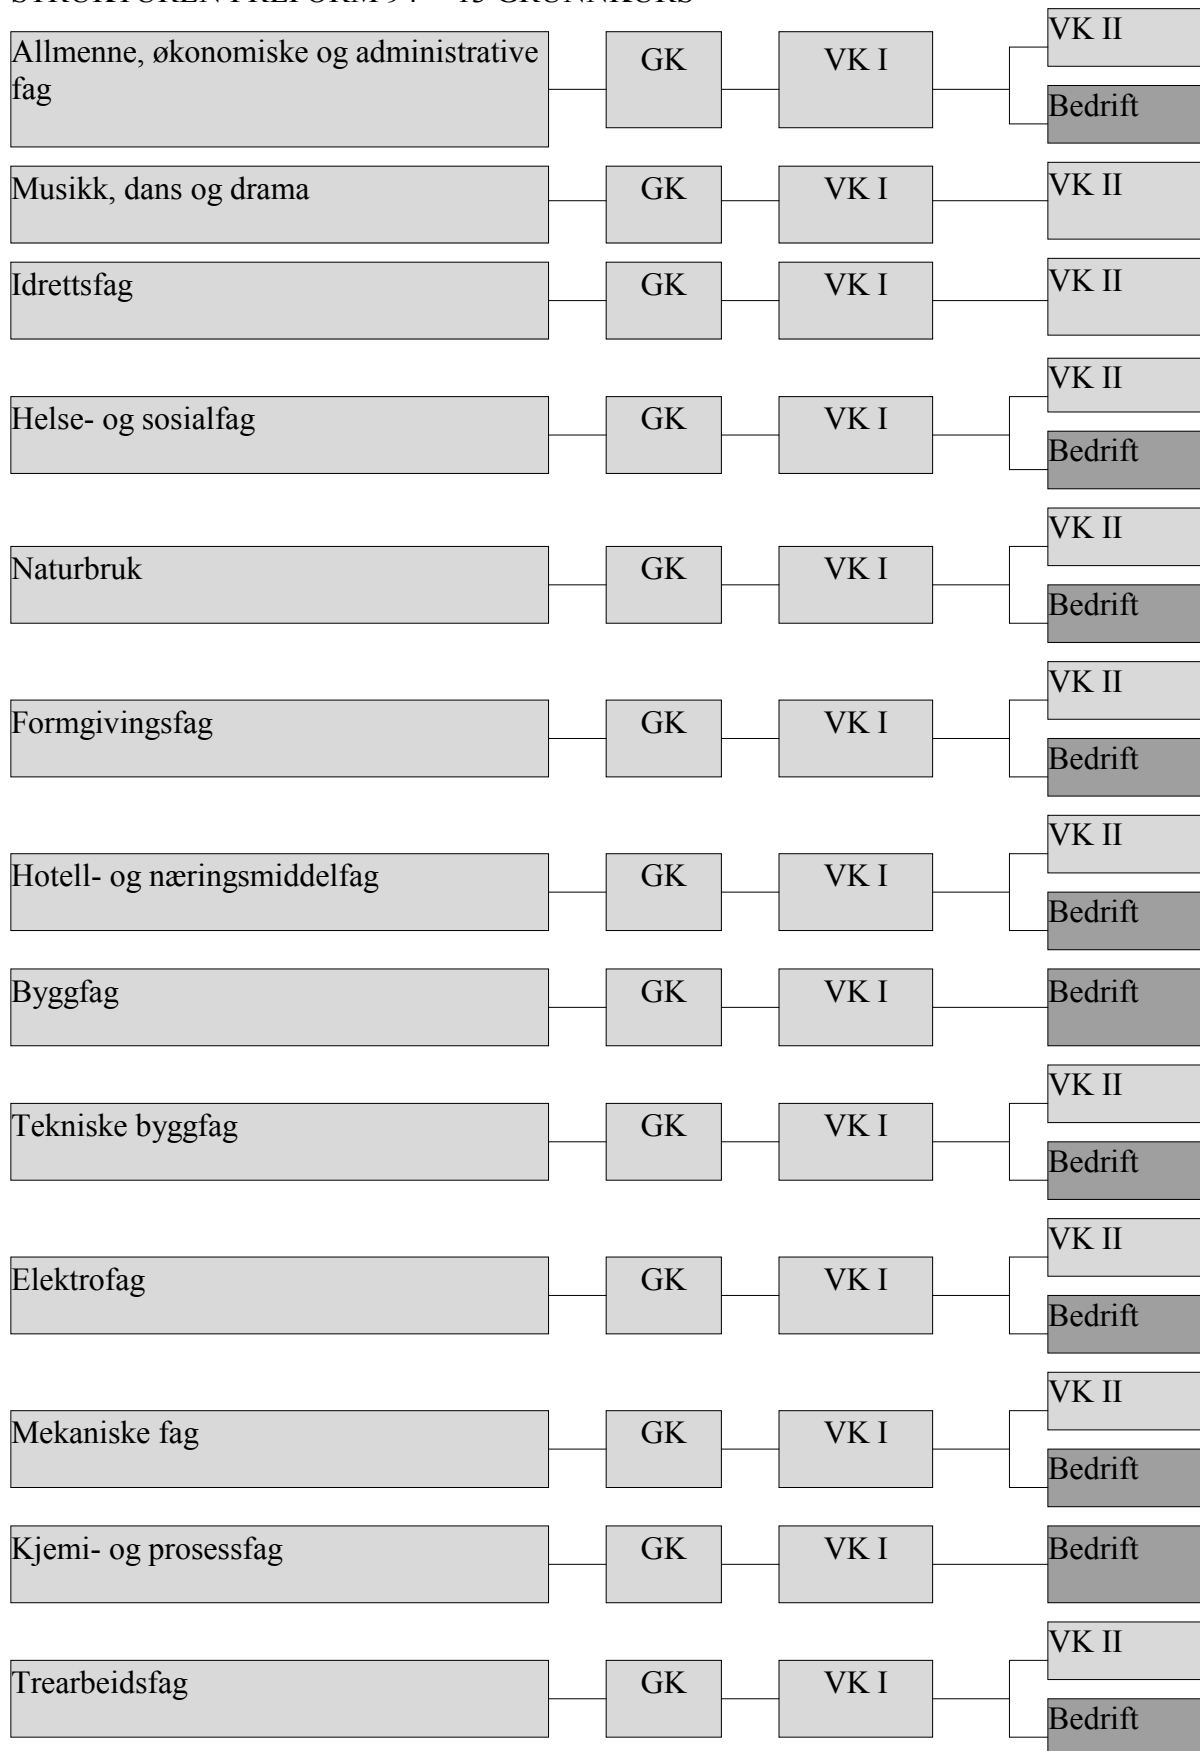 Allmenne, økonomiske og administrative
fag
GK
VK I
VK II
Bedrift
Musikk, dans og drama
GK
VK I
VK II
Idrettsfag
GK
VK I
VK II
Helse- og sosialfag
GK
VK I
VK II
Bedrift
Naturbruk
GK
VK I
VK II
Bedrift
Formgivingsfag
GK
VK I
VK II
Bedrift
Hotell- og næringsmiddelfag
GK
VK I
VK II
Bedrift
Byggfag
GK
VK I
Bedrift
Tekniske byggfag
GK
VK I
VK II
Bedrift
Elektrofag
GK
VK I
VK II
Bedrift
Mekaniske fag
GK
VK I
VK II
Bedrift
Kjemi- og prosessfag
GK
VK I
Bedrift
Trearbeidsfag
GK
VK I
VK II
Bedrift